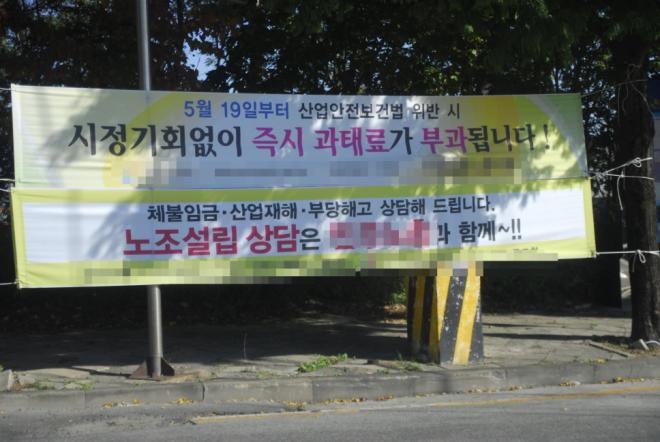 5월 19일부터 산업안전보건법 위반 시
시정기회없이 즉시 과태료가 부과됩니다!
체불임금·산업재해·부당해고 상담해 드립니다.
노조설립 상담은 함께~!!